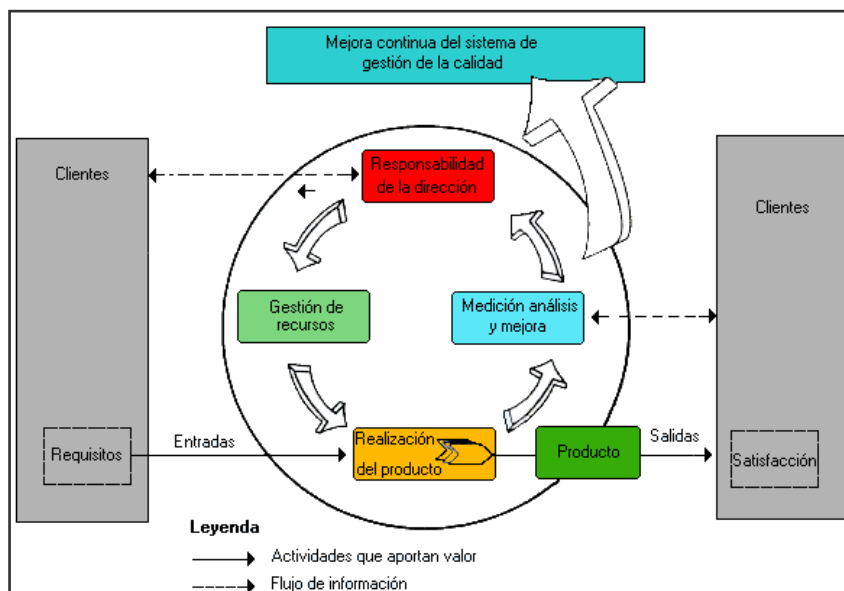 Mejora continua del sistema de
gestión de la calidad
Clientes
Responsabilidad
de la dirección
Clientes
Gestión de
recursos
Medición análisis
y mejora
Requisitos
Entradas
Realización
del producto
Producto
Salidas
Satisfacción
Leyenda
Actividades que aportan valor
Flujo de información